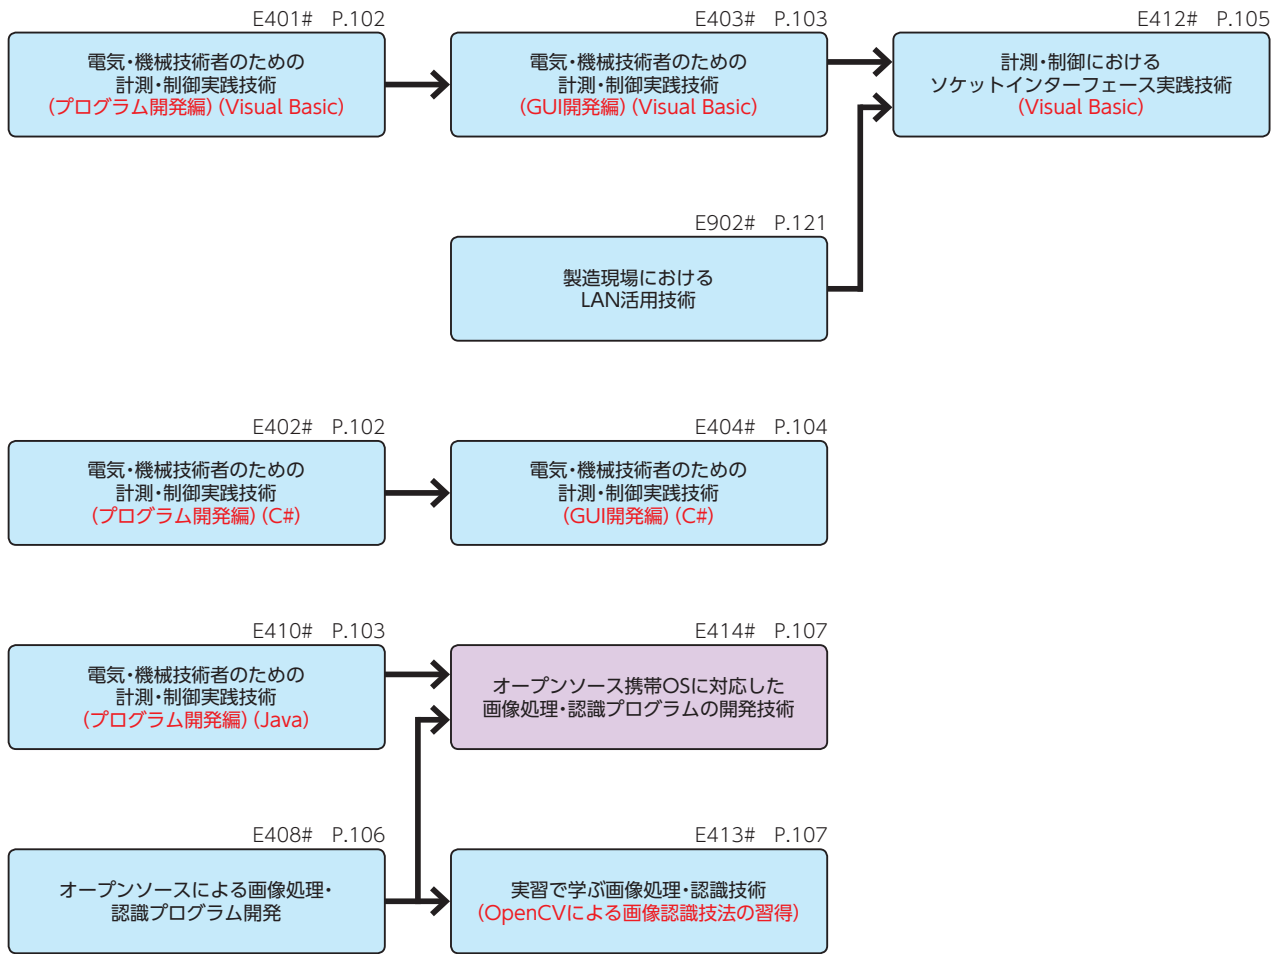 E401# P.102
電気・機械技術者のための
計測・制御実践技術
(プログラム開発編)(Visual Basic)
E403# P.103
電気・機械技術者のための
計測・制御実践技術
(GUI開発編)(Visual Basic)
E412# P.105
計測・制御における
ソケットインターフェース実践技術
(Visual Basic)
E902# P.121
製造現場における
LAN活用技術
E402# P.102
電気・機械技術者のための
計測・制御実践技術
(プログラム開発編)(C#)
E404# P.104
電気・機械技術者のための
計測・制御実践技術
(GUI開発編)(C#)
E410# P.103
電気・機械技術者のための
計測・制御実践技術
(プログラム開発編)(Java)
E414# P.107
オープンソース携帯OSに対応した
画像処理・認識プログラムの開発技術
E408# P.106
オープンソースによる画像処理・
認識プログラム開発
E413# P.107
実習で学ぶ画像処理・認識技術
(OpenCVによる画像認識技法の習得)